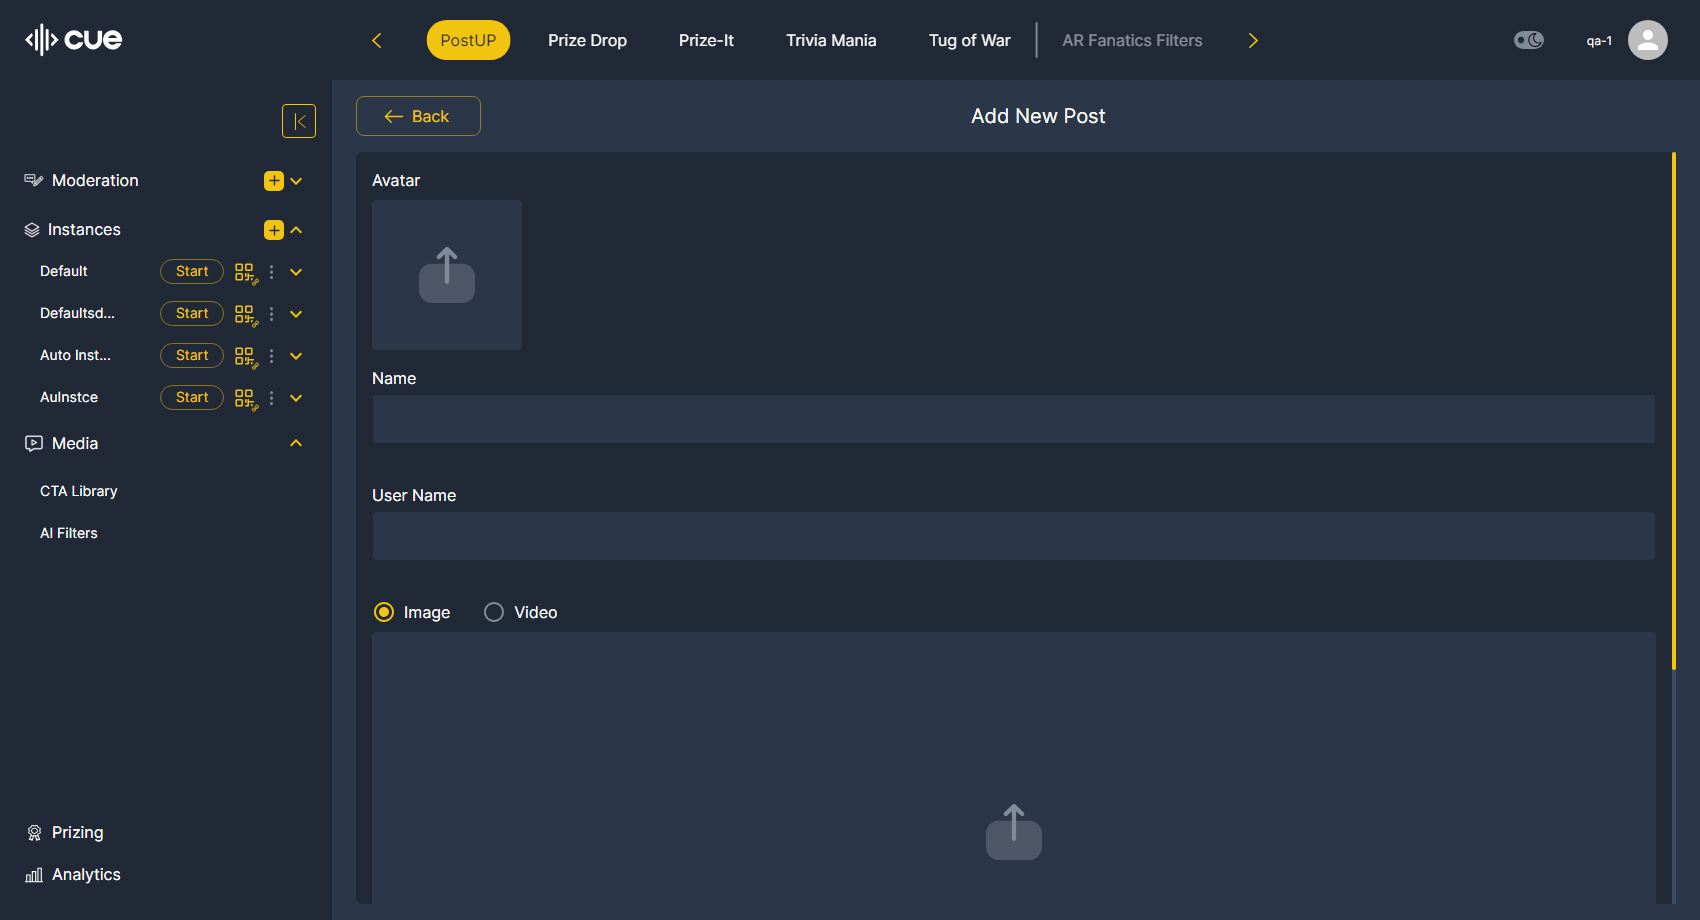 cue
PostUP
Prize Drop
Prize-It
Trivia Mania
Tug of War
AR Fanatics Filters
qa-1
Back
Add New Post
Moderation
Instances
Default
Start
Defaultsd...
Start
Auto Inst...
Start
AuInstce
Start
Media
CTA Library
AI Filters
Prizing
Analytics
Avatar
Name
User Name
Image
Video